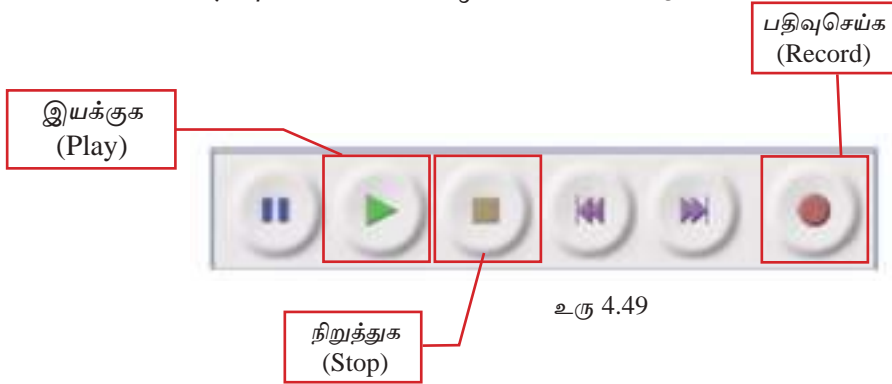 பதிவுசெய்க
(Record)
இயக்குக
(Play)
நிறுத்துக
(Stop)
உரு 4.49